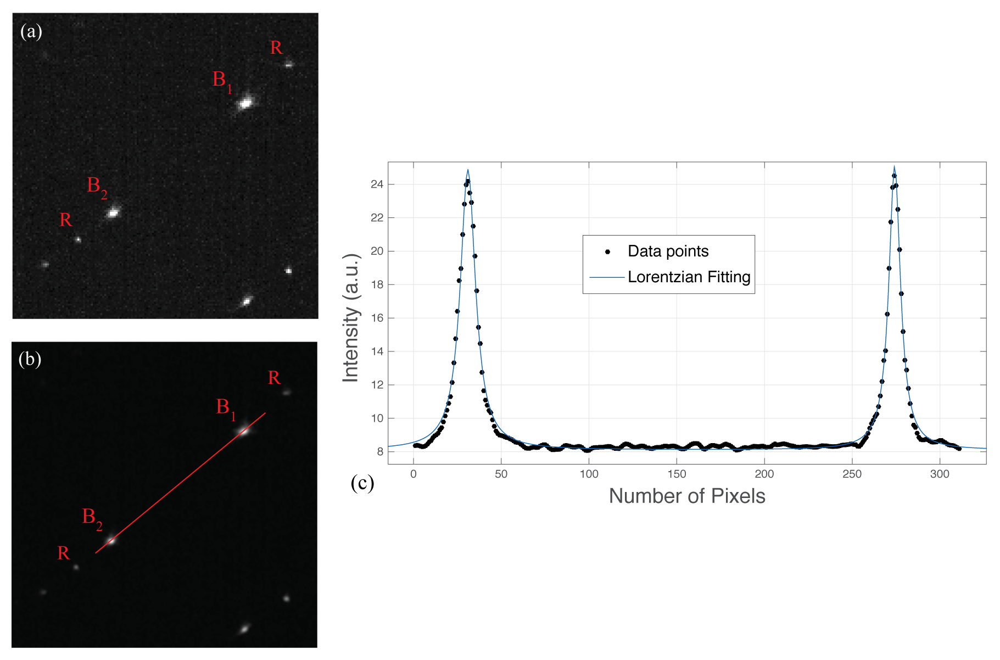 (a)
R
B1
B2
R
(b)
R
B1
B2
R
24
22
20
18
16
14
12
10
8
Intensity (a.u.)
Data points
Lorentzian Fitting
0 50 100 150 200 250 300
(c)
Number of Pixels